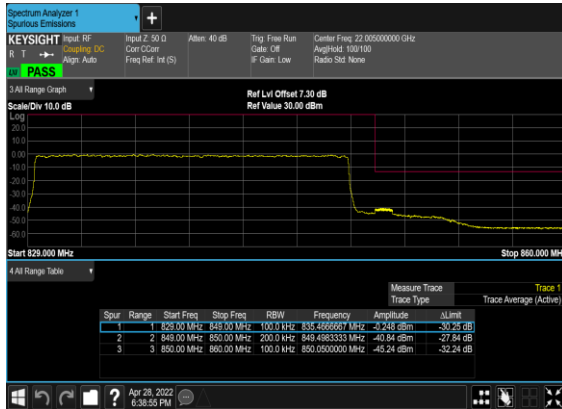 Spectrum Analyzer 1
Spurious Emissions
+
KEYSIGHT Input: RF Input Z: 50 Ω Atten: 40 dB Trig: Free Run Center Freq: 22.005000000 GHz
R T Coupling: DC Corr CCorr Gate: Off Avg|Hold: 100/100
Align: Auto Freq Ref: Int (S) IF Gain: Low Radio Std: None
PASS
3 All Range Graph
Ref Lvl Offset 7.30 dB
Scale/Div 10.0 dB Ref Value 30.00 dBm
Log
20.0
10.0
0.00
-10.0
-20.0
-30.0
-40.0
-50.0
-60.0
Start 829.000 MHz Stop 860.000 MH
4 All Range Table
Measure Trace Trace 1
Trace Type Trace Average (Active)
Spur Range Start Freq Stop Freq RBW Frequency Amplitude ΔLimit
1 1 829.00 MHz 849.00 MHz 100.0 kHz 835.4666667 MHz -0.248 dBm -30.25 dB
2 2 849.00 MHz 850.00 MHz 200.0 kHz 849.4983333 MHz -40.84 dBm -27.84 dB
3 3 850.00 MHz 860.00 MHz 100.0 kHz 850.0500000 MHz -45.24 dBm -32.24 dB
? Apr 28, 2022
6:38:55 PM